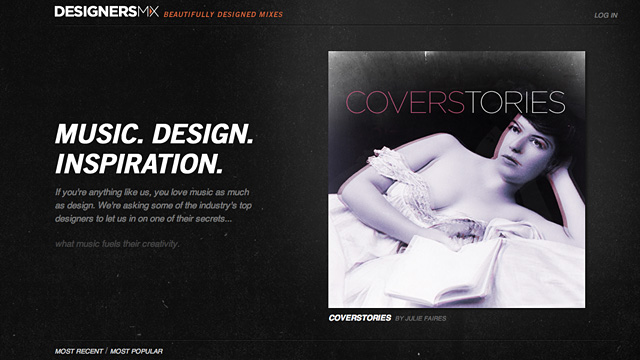 DESIGNERSMIX BEAUTIFULLY DESIGNED MIXES
LOG IN
COVERSTORIES
MUSIC. DESIGN.
INSPIRATION.
If you're anything like us, you love music as much
as design. We're asking some of the industry's top
designers to let us in on one of their secrets...
what music fuels their creativity.
COVERSTORIES BY JULIE FAIRES
MOST RECENT / MOST POPULAR